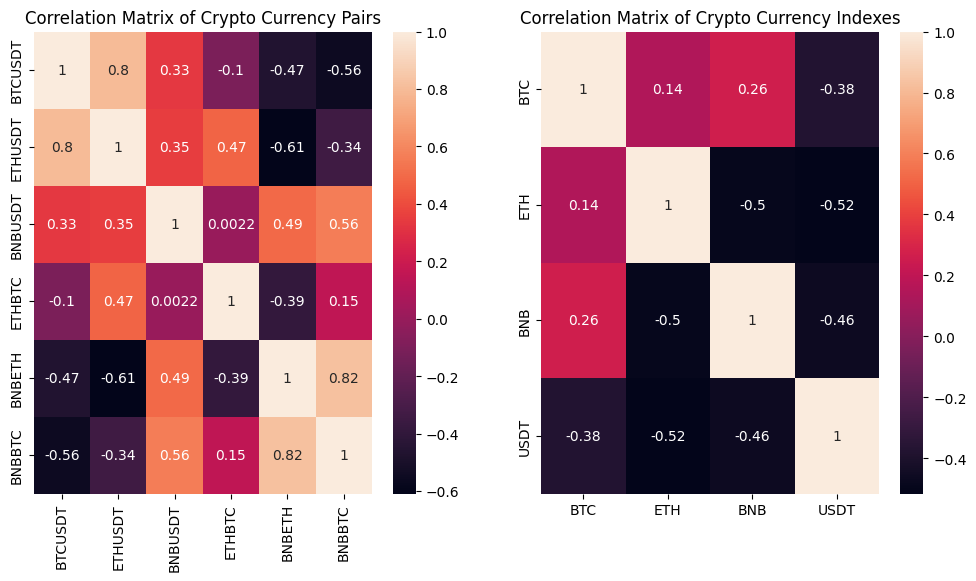 Correlation Matrix of Crypto Currency Pairs
BTCUSDT 1 0.8 0.33 -0.1 -0.47 -0.56
ETHUSDT 0.8 1 0.35 0.47 -0.61 -0.34
BNBUSDT 0.33 0.35 1 0.0022 0.49 0.56
ETHBTC -0.1 0.47 0.0022 1 -0.39 0.15
BNBETH -0.47 -0.61 0.49 -0.39 1 0.82
BNBBTC -0.56 -0.34 0.56 0.15 0.82 1
BTCUSDT ETHUSDT BNBUSDT ETHBTC BNBETH BNBBTC
1.0
0.8
0.6
0.4
0.2
0.0
−0.2
−0.4
−0.6
Correlation Matrix of Crypto Currency Indexes
BTC 1 0.14 0.26 -0.38
ETH 0.14 1 -0.5 -0.52
BNB 0.26 -0.5 1 -0.46
USDT -0.38 -0.52 -0.46 1
BTC ETH BNB USDT
1.0
0.8
0.6
0.4
0.2
0.0
−0.2
−0.4